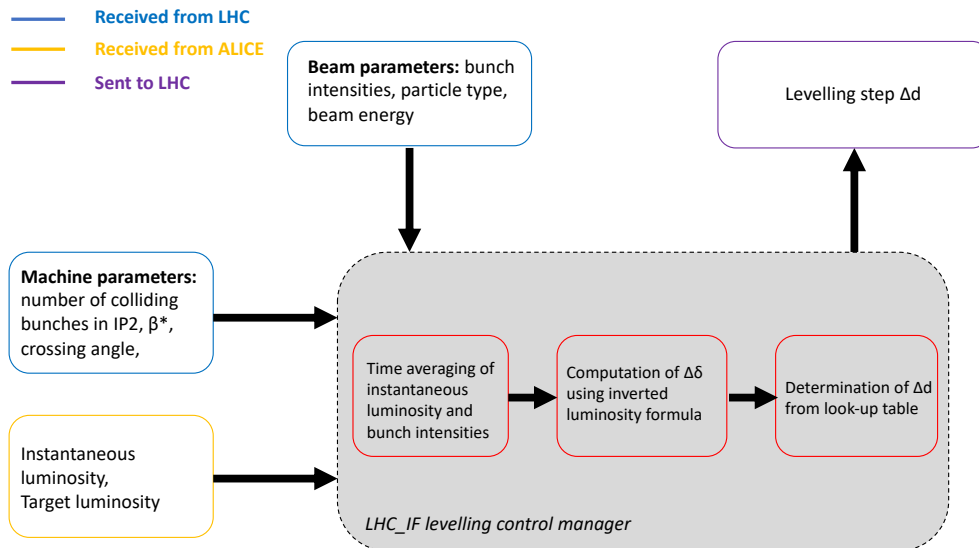 Received from LHC
Received from ALICE
Sent to LHC
Beam parameters: bunch
intensities, particle type,
beam energy
Levelling step Δd
Machine parameters:
number of colliding
bunches in IP2, β*,
crossing angle,
Time averaging of
instantaneous
luminosity and
bunch intensities
Computation of Δδ
using inverted
luminosity formula
Determination of Δd
from look-up table
Instantaneous
luminosity,
Target luminosity
LHC_IF levelling control manager